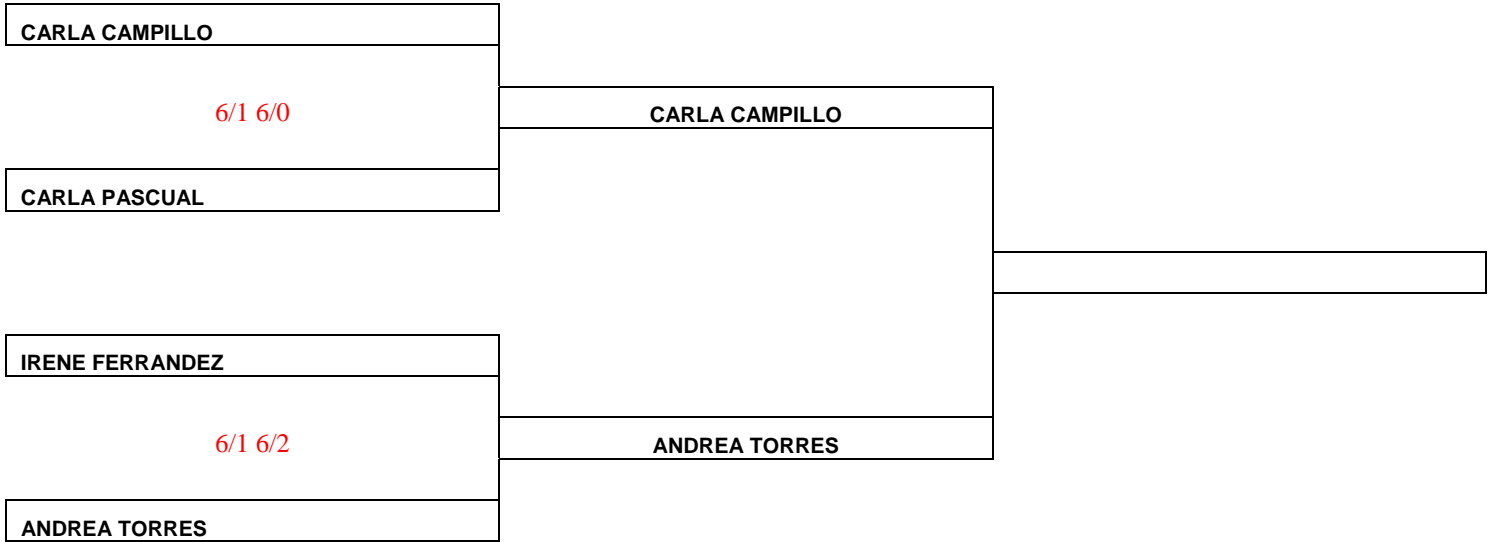 CARLA CAMPILLO
6/1 6/0
CARLA CAMPILLO
CARLA PASCUAL
IRENE FERRANDEZ
6/1 6/2
ANDREA TORRES
ANDREA TORRES